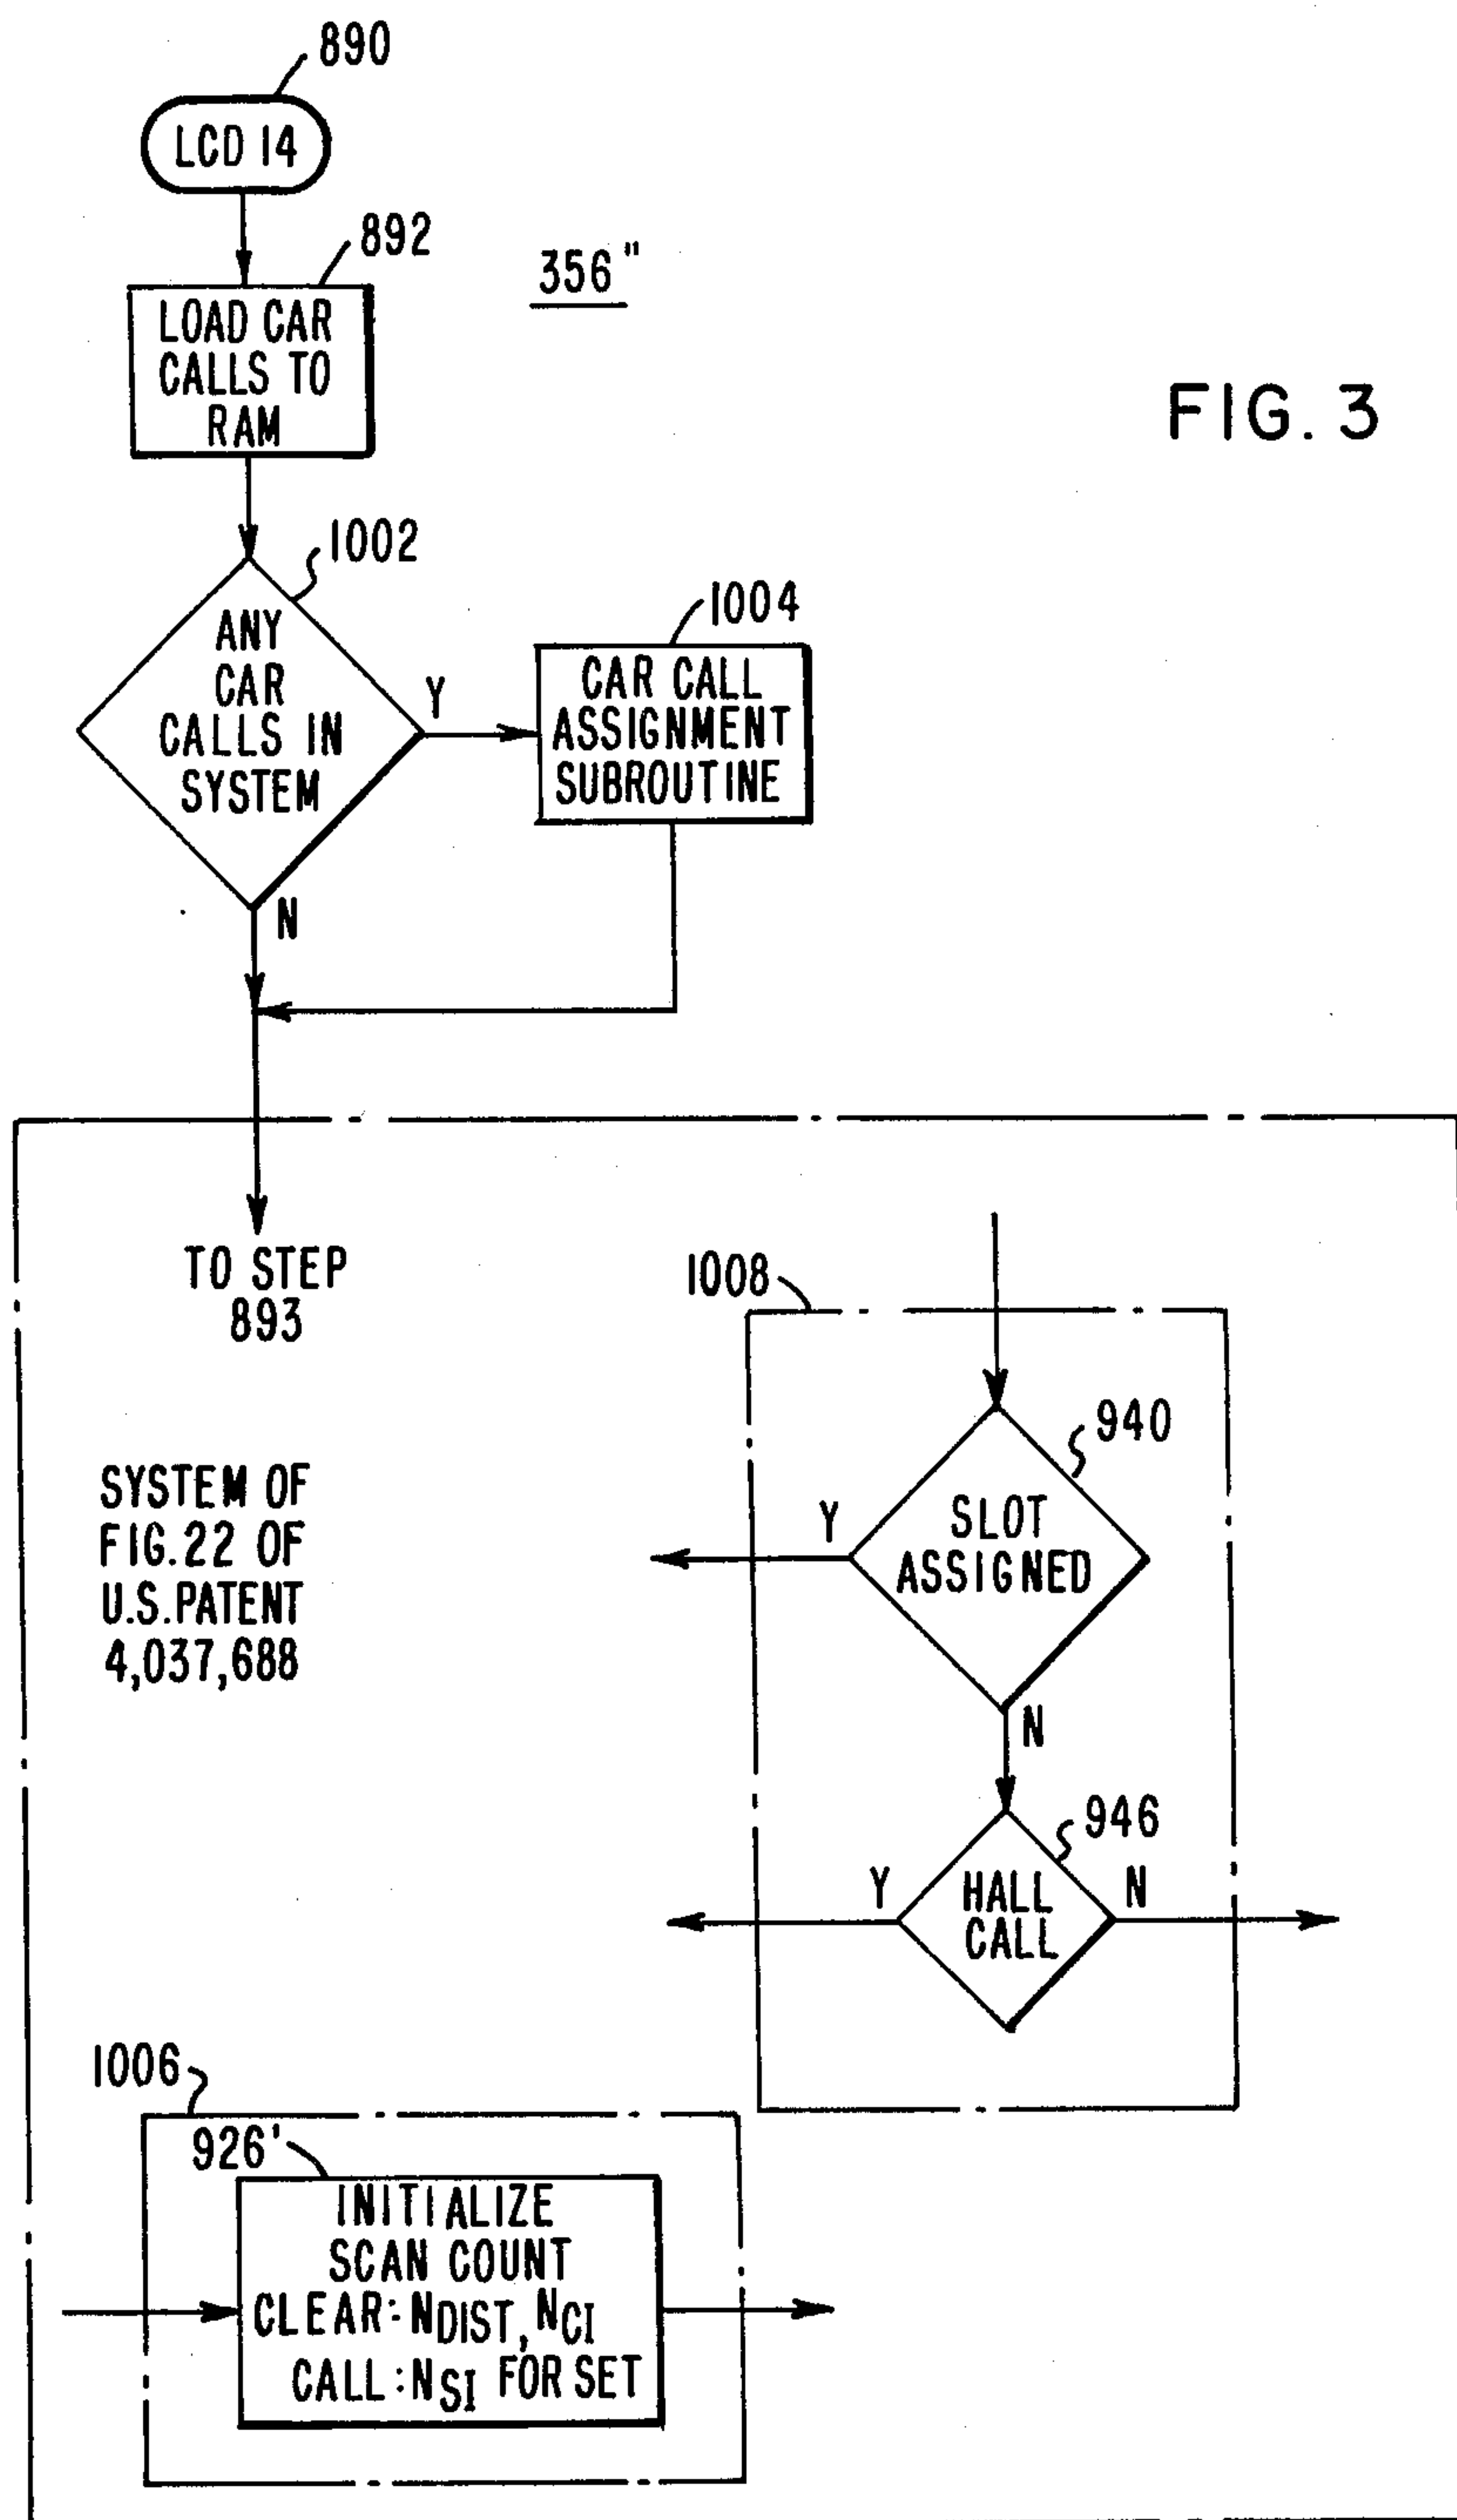 890
LCD 14
892
356"
LOAD CAR
CALLS TO
RAM
FIG. 3
1002
ANY
CAR
CALLS IN
SYSTEM
Y
N
1004
CAR CALL
ASSIGNMENT
SUBROUTINE
TO STEP
893
1008
940
SLOT
ASSIGNED
Y
N
SYSTEM OF
FIG.22 OF
U.S. PATENT
4,037,688
946
HALL
CALL
Y
N
1006
926'
INITIALIZE
SCAN COUNT
CLEAR: NDIST, NCI
CALL: NSI FOR SET